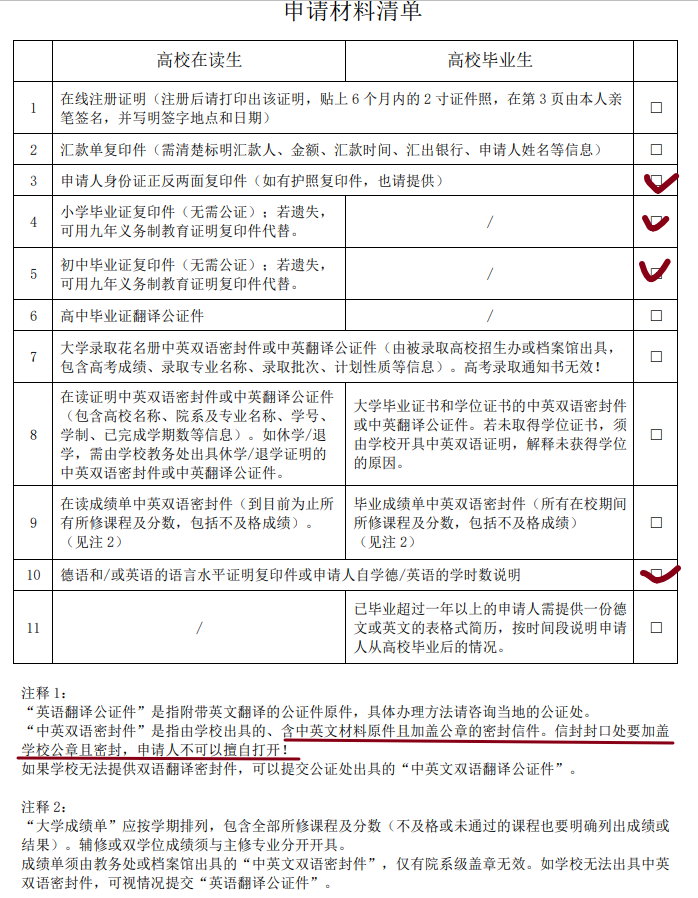 申请材料清单
高校在读生 高校毕业生
1 在线注册证明（注册后请打印出该证明，贴上6个月内的2寸证件照，在第3页由本人亲
笔签名，并写明签字地点和日期） □
2 汇款单复印件（需清楚标明汇款人、金额、汇款时间、汇出银行、申请人姓名等信息） □
3 申请人身份证正反两面复印件（如有护照复印件，也请提供） □
4 小学毕业证复印件（无需公证）；若遗失， / □
可用九年义务制教育证明复印件代替。
5 初中毕业证复印件（无需公证）；若遗失， / □
可用九年义务制教育证明复印件代替。
6 高中毕业证翻译公证件 / □
7 大学录取花名册中英双语密封件或中英翻译公证件（由被录取高校招生办或档案馆出具，
包含高考成绩、录取专业名称、录取批次、计划性质等信息）。高考录取通知书无效！ □
8 在读证明中英双语密封件或中英翻译公证件
（包含高校名称、院系及专业名称、学号、
学制、已完成学期数等信息）。如休学/退
学，需由学校教务处出具休学/退学证明的
中英双语密封件或中英翻译公证件。
大学毕业证书和学位证书的中英双语密封件
或中英翻译公证件。若未取得学位证书，须
由学校开具中英双语证明，解释未获得学位
的原因。 □
9 在读成绩单中英双语密封件（到目前为止所
有所修课程及分数，包括不及格成绩）。
（见注2）
毕业成绩单中英双语密封件（所有在校期间
所修课程及分数，包括不及格成绩）
（见注2） □
10 德语和/或英语的语言水平证明复印件或申请人自学德/英语的学时数说明 □
11 / 已毕业超过一年以上的申请人需提供一份德
文或英文的表格式简历，按时间段说明申请
人从高校毕业后的情况。 □
注释1：
“英语翻译公证件”是指附带英文翻译的公证件原件，具体办理方法请咨询当地的公证处。
“中英双语密封件”是指由学校出具的、含中英文材料原件且加盖公章的密封信件。信封封口处要加盖
学校公章且密封，申请人不可以擅自打开！
如果学校无法提供双语翻译密封件，可以提交公证处出具的“中英文双语翻译公证件”。
注释2：
“大学成绩单”应按学期排列，包含全部所修课程及分数（不及格或未通过的课程也要明确列出成绩或
结果）。辅修或双学位成绩须与主修专业分开开具。
成绩单须由教务处或档案馆出具的“中英文双语密封件”，仅有院系级盖章无效。如学校无法出具中英
双语密封件，可视情况提交“英语翻译公证件”。